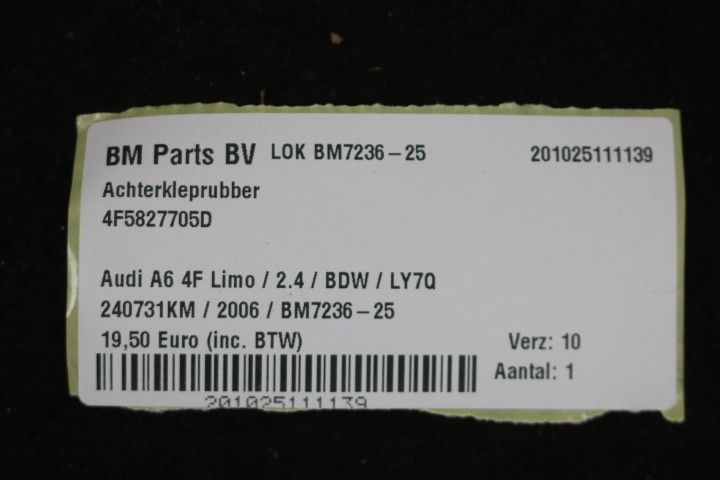 BM Parts BV LOK BM7236-25 201025111139
Achterkleprubber
4F5827705D
Audi A6 4F Limo / 2.4 / BDW / LY7Q
240731KM / 2006 / BM7236-25
19,50 Euro (inc. BTW) Verz: 10
Aantal: 1
201025111139